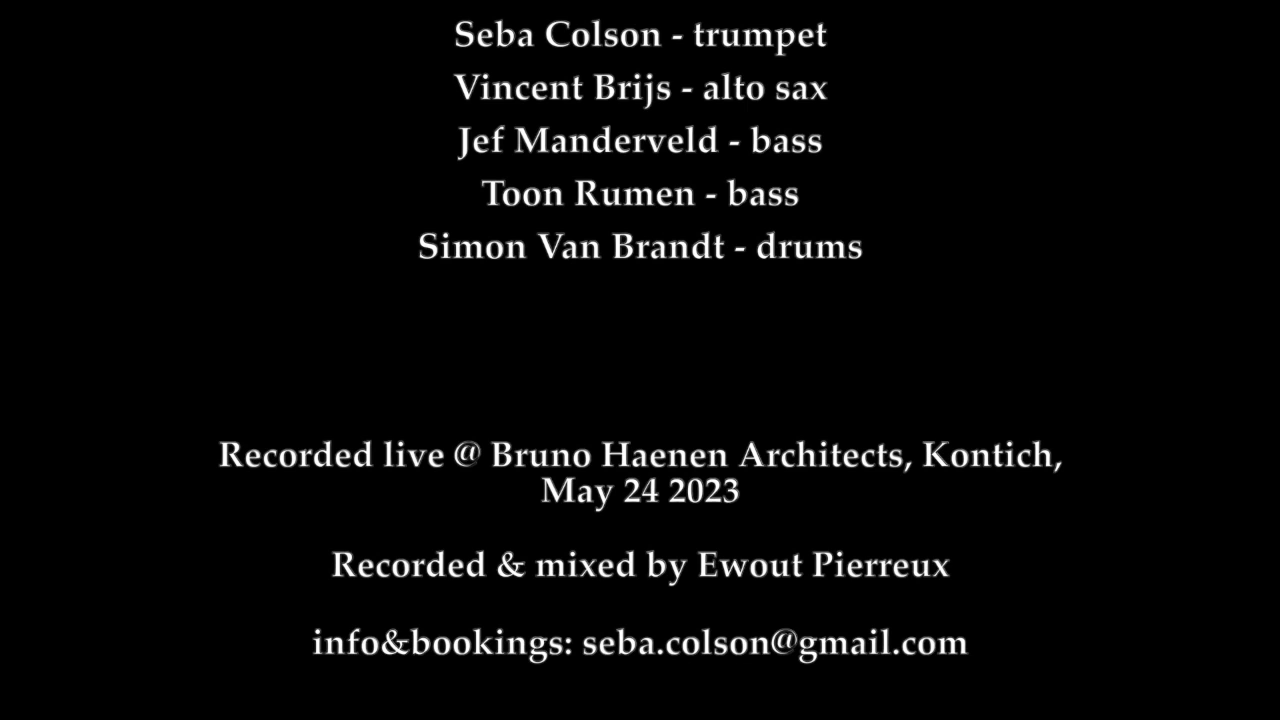 Seba Colson - trumpet
Vincent Brijs - alto sax
Jef Manderveld - bass
Toon Rumen - bass
Simon Van Brandt - drums
Recorded live @ Bruno Haenen Architects, Kontich,
May 24 2023
Recorded & mixed by Ewout Pierreux
info&bookings: seba.colson@gmail.com